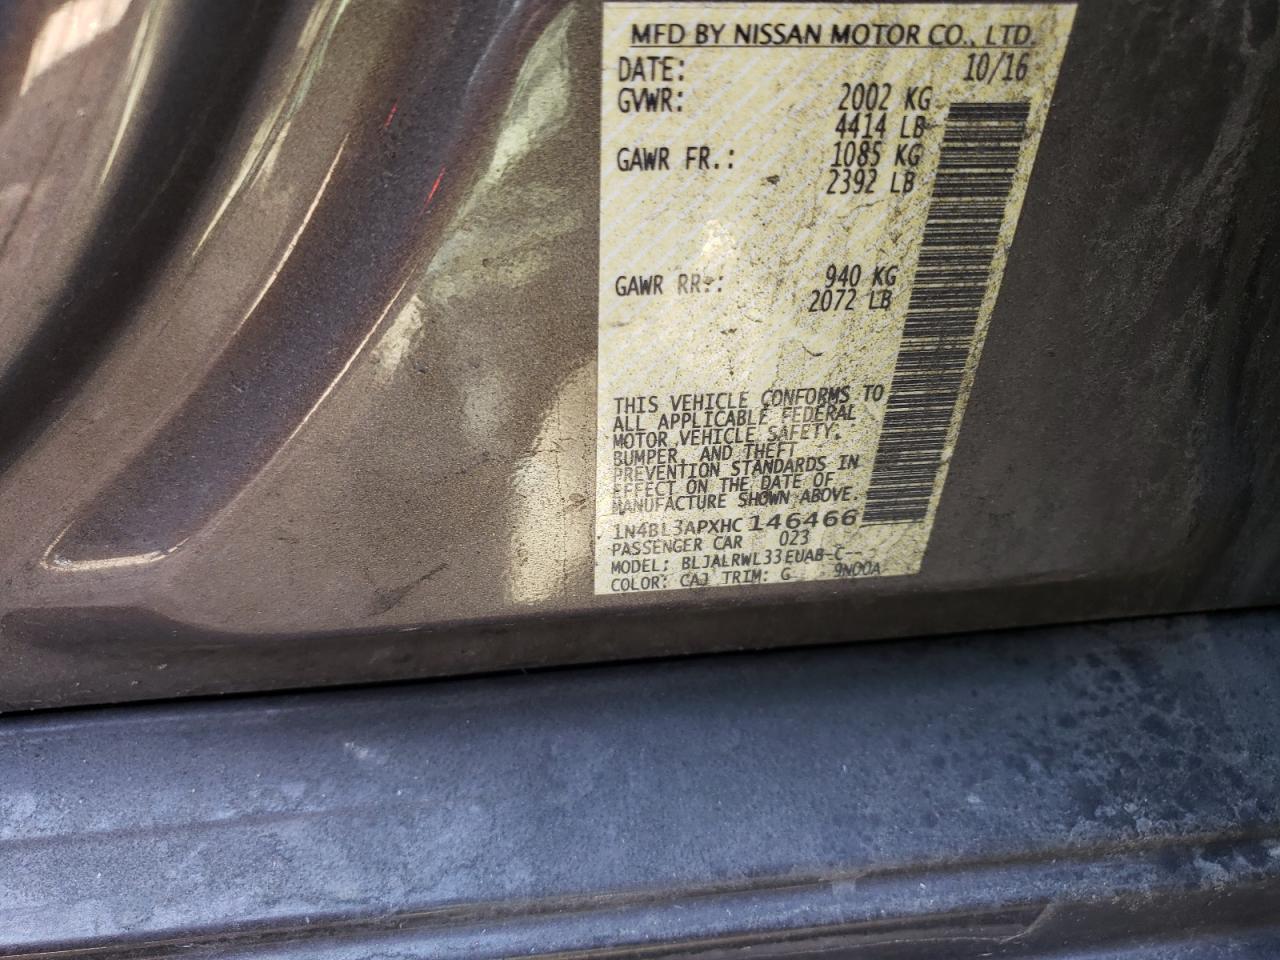 MFD BY NISSAN MOTOR CO., LTD.
DATE: 10/16
GVWR: 2002 KG
4414 LB
GAWR FR.: 1085 KG
2392 LB
GAWR RR.: 940 KG
2072 LB
THIS VEHICLE CONFORMS TO
ALL APPLICABLE FEDERAL
MOTOR VEHICLE SAFETY,
BUMPER, AND THEFT
PREVENTION STANDARDS IN
EFFECT ON THE DATE OF
MANUFACTURE SHOWN ABOVE.
1N4BL3APXHC146466
PASSENGER CAR 023
MODEL: BLJALRWL33EUAB-C--
COLOR: CAJ TRIM: G 9N00A